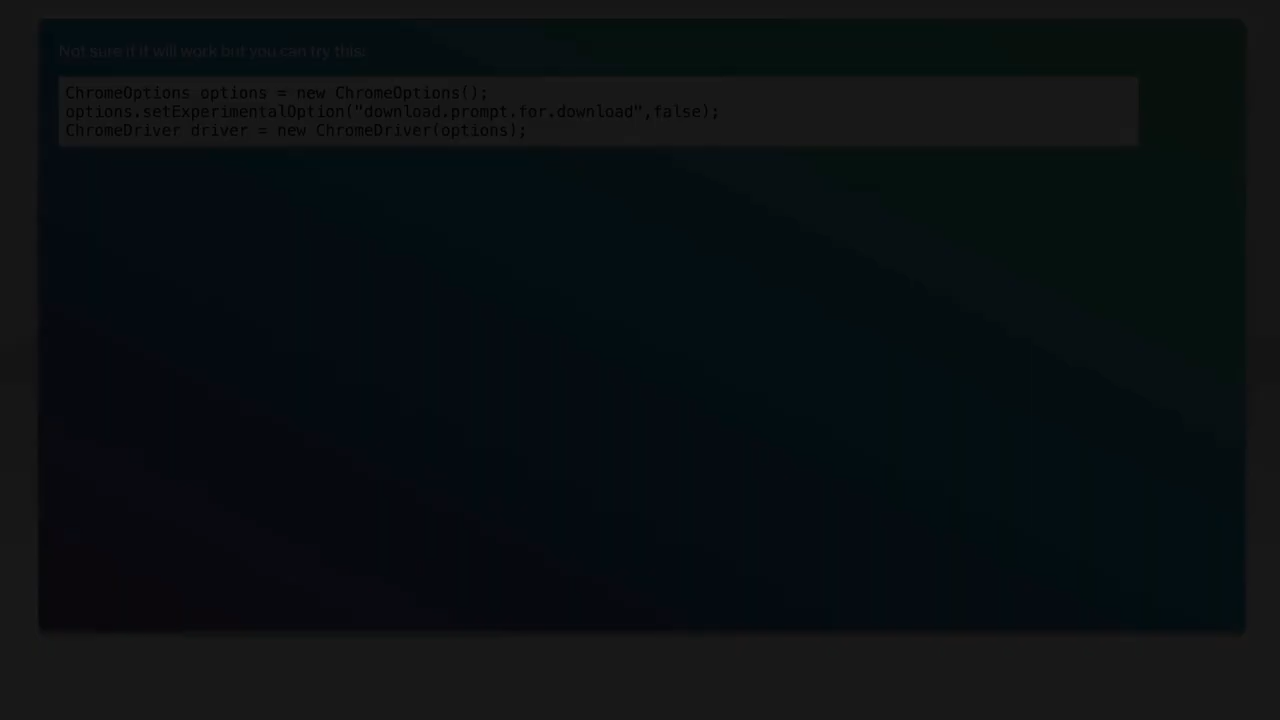 Not sure if it will work but you can try this:
ChromeOptions options = new ChromeOptions();
options.setExperimentalOption("download.prompt.for.download",false);
ChromeDriver driver = new ChromeDriver(options);